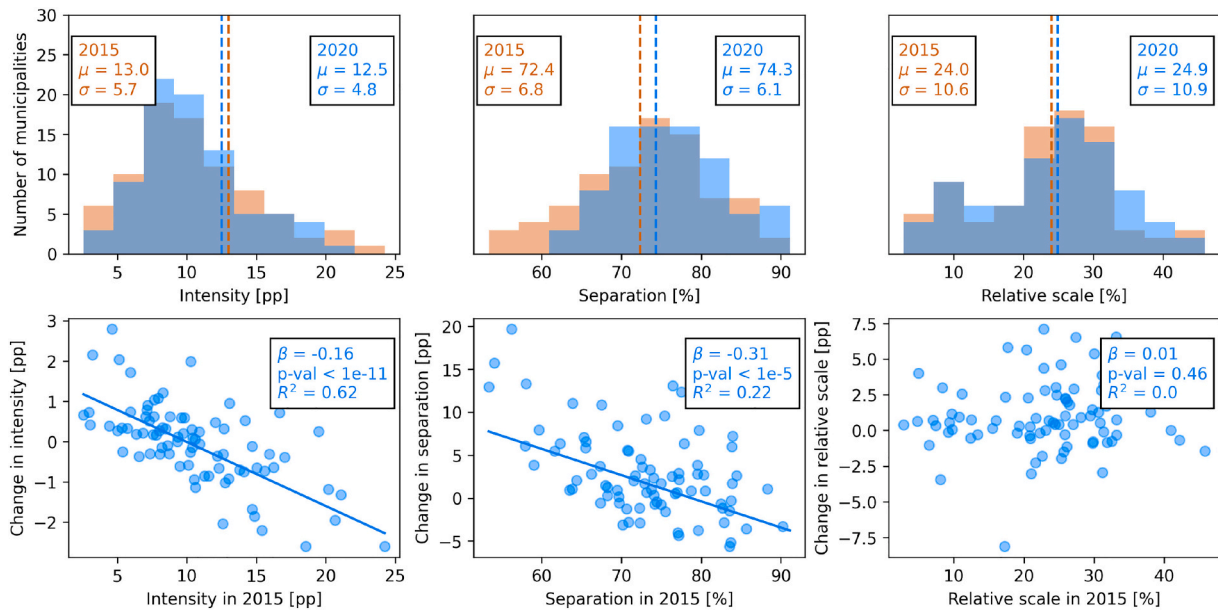 30
25
20
15
10
5
0
Number of municipalities
2015
μ = 13.0
σ = 5.7
2020
μ = 12.5
σ = 4.8
5 10 15 20 25
Intensity [pp]
2015
μ = 72.4
σ = 6.8
2020
μ = 74.3
σ = 6.1
60 70 80 90
Separation [%]
2015
μ = 24.0
σ = 10.6
2020
μ = 24.9
σ = 10.9
10 20 30 40
Relative scale [%]
3
2
1
0
−1
−2
Change in intensity [pp]
β = -0.16
p-val < 1e-11
R² = 0.62
5 10 15 20 25
Intensity in 2015 [pp]
20
15
10
5
0
−5
Change in separation [pp]
β = -0.31
p-val < 1e-5
R² = 0.22
60 70 80 90
Separation in 2015 [%]
7.5
5.0
2.5
0.0
−2.5
−5.0
−7.5
Change in relative scale [pp]
β = 0.01
p-val = 0.46
R² = 0.0
10 20 30 40
Relative scale in 2015 [%]